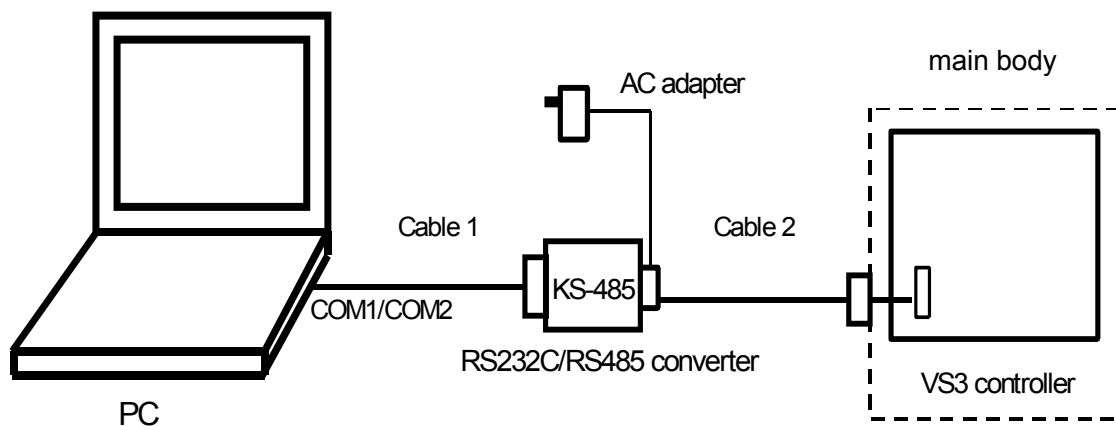 main body
AC adapter
Cable 1
Cable 2
KS-485
COM1/COM2
RS232C/RS485 converter
VS3 controller
PC